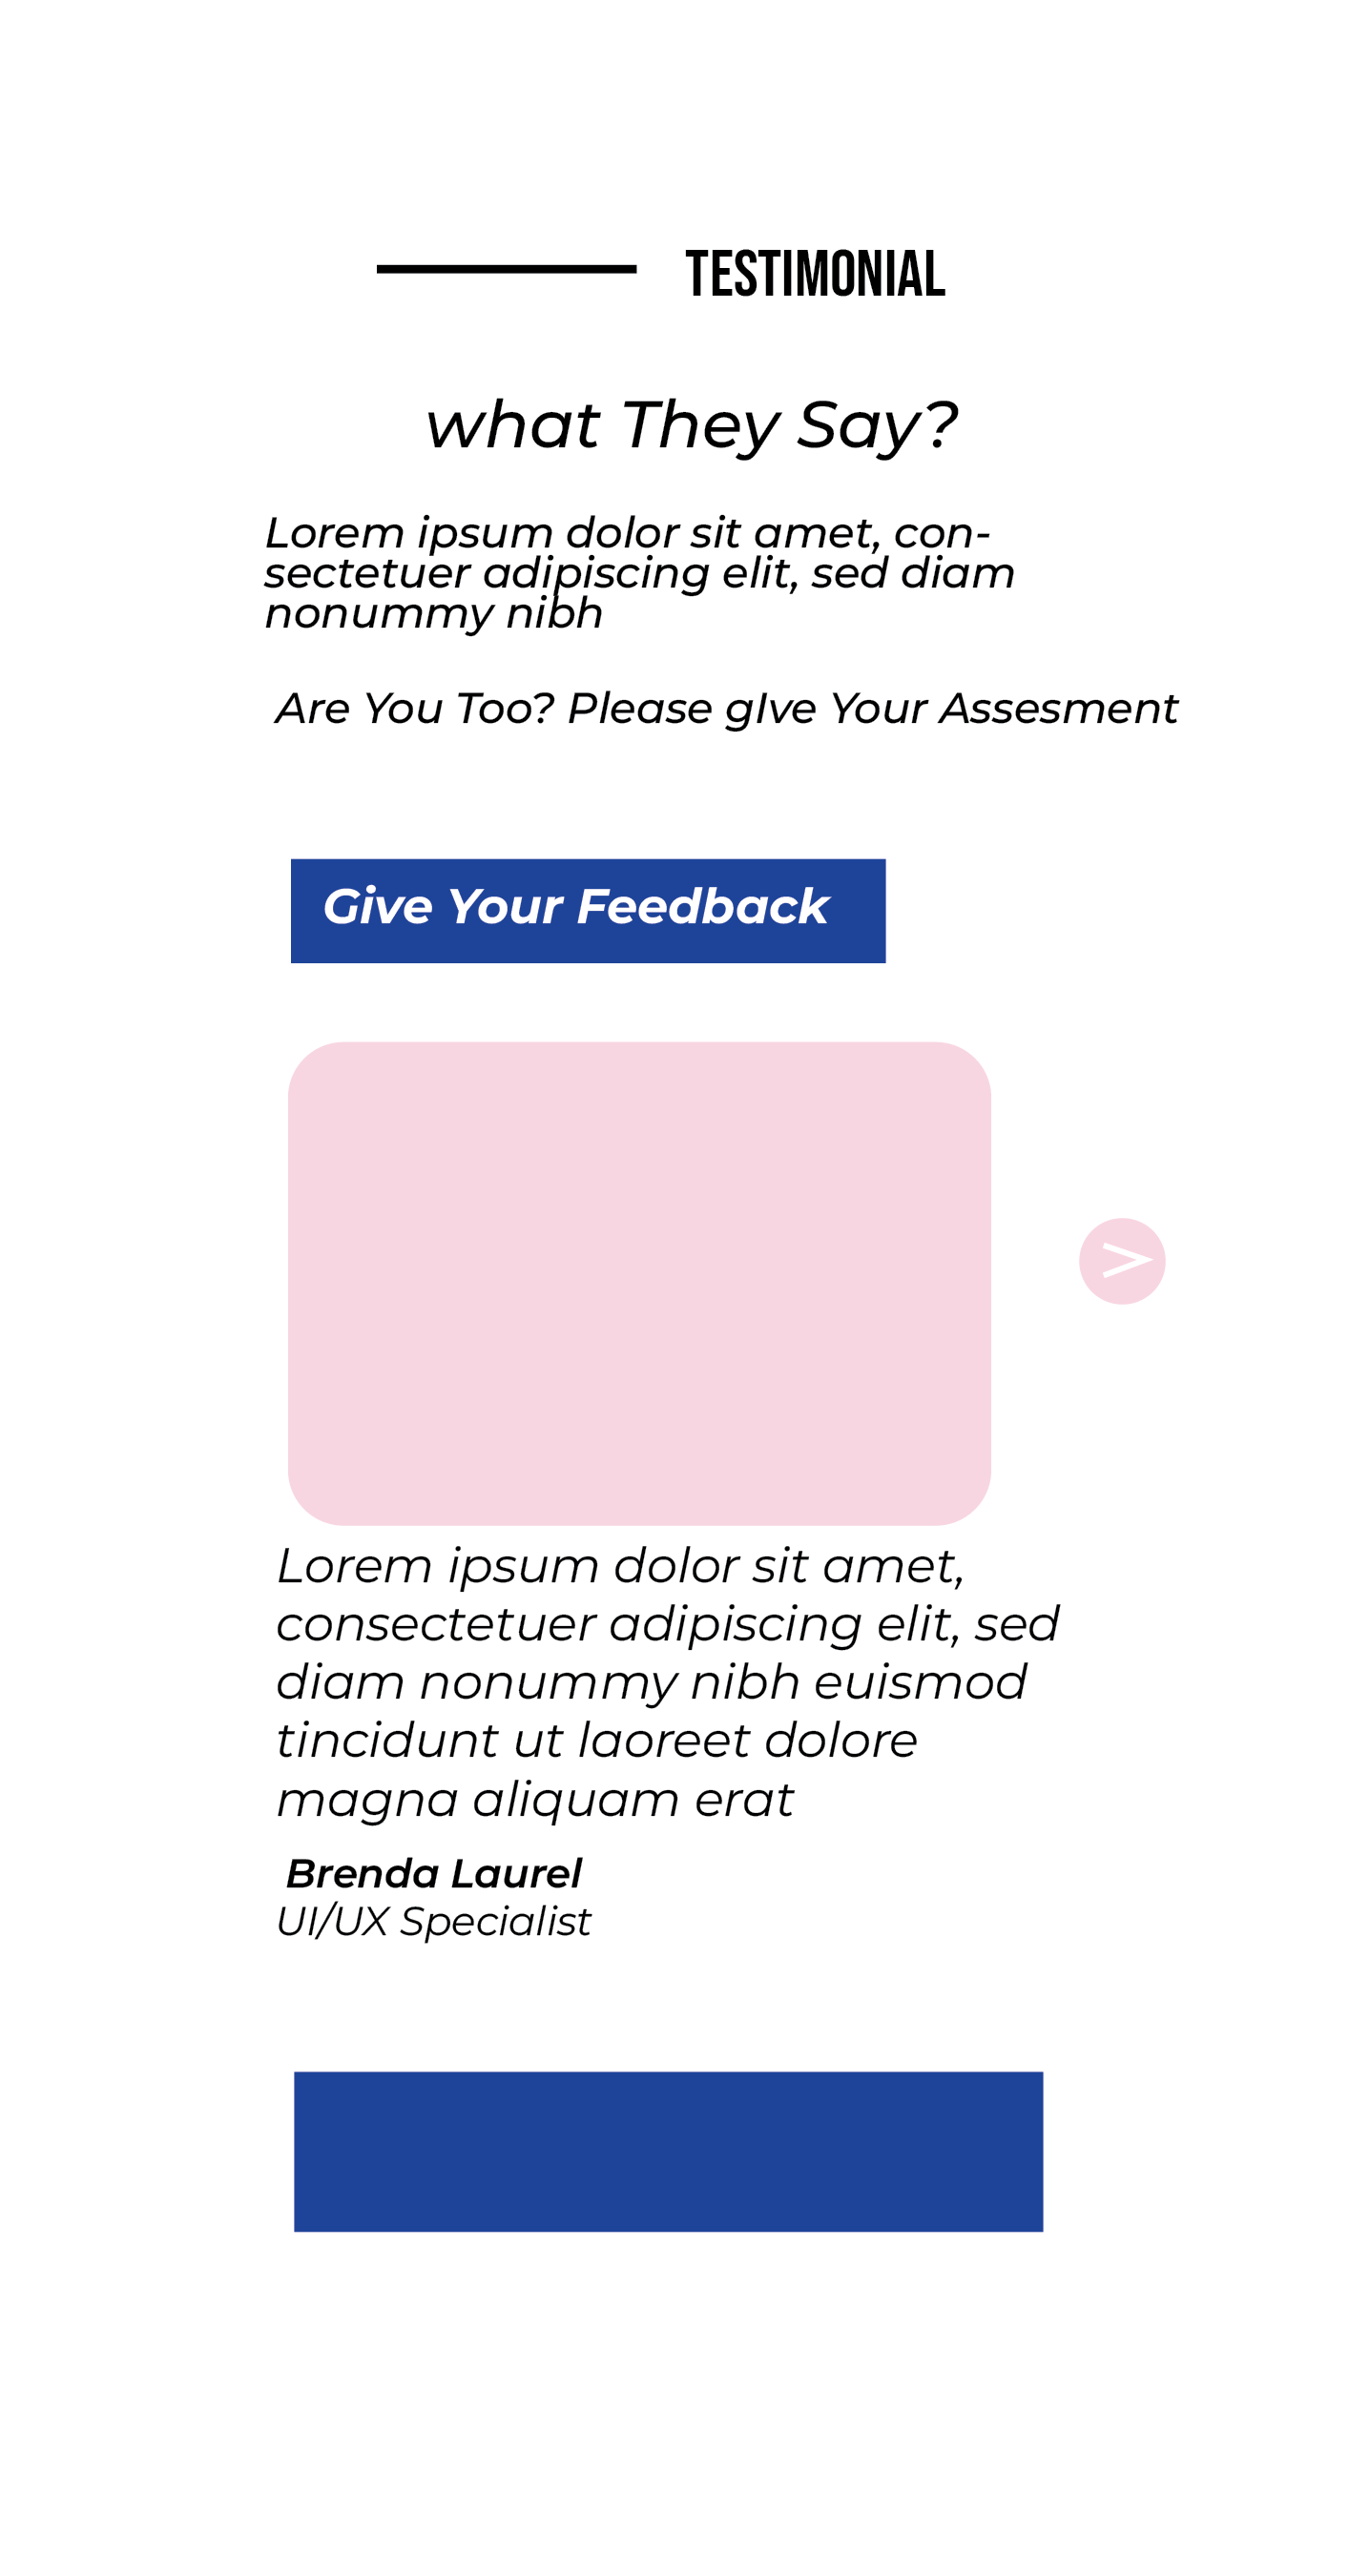 TESTIMONIAL
what They Say?
Lorem ipsum dolor sit amet, con-
sectetuer adipiscing elit, sed diam
nonummy nibh
Are You Too? Please gIve Your Assesment
Give Your Feedback
>
Lorem ipsum dolor sit amet,
consectetuer adipiscing elit, sed
diam nonummy nibh euismod
tincidunt ut laoreet dolore
magna aliquam erat
Brenda Laurel
UI/UX Specialist